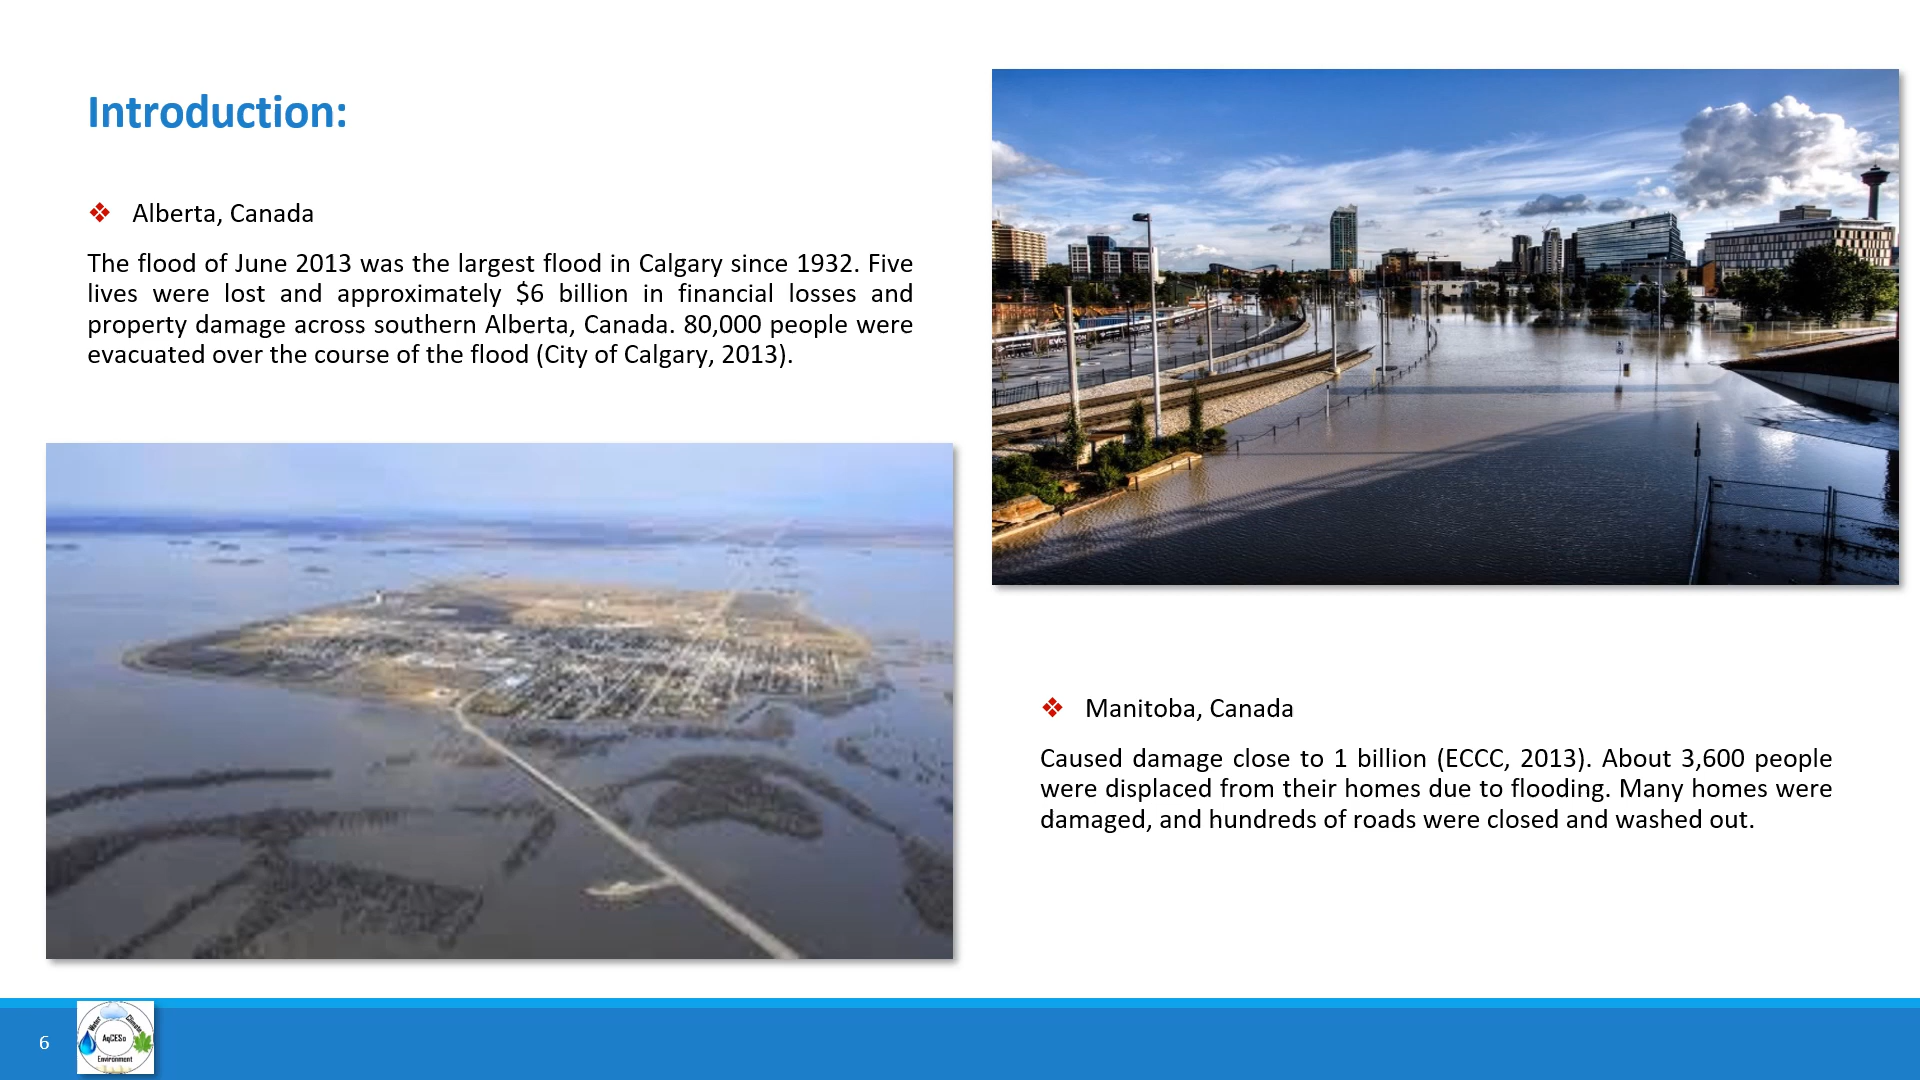 Introduction:
❖ Alberta, Canada
The flood of June 2013 was the largest flood in Calgary since 1932. Five
lives were lost and approximately $6 billion in financial losses and
property damage across southern Alberta, Canada. 80,000 people were
evacuated over the course of the flood (City of Calgary, 2013).
❖ Manitoba, Canada
Caused damage close to 1 billion (ECCC, 2013). About 3,600 people
were displaced from their homes due to flooding. Many homes were
damaged, and hundreds of roads were closed and washed out.
6
Water
Climate
AqCESo
Environment